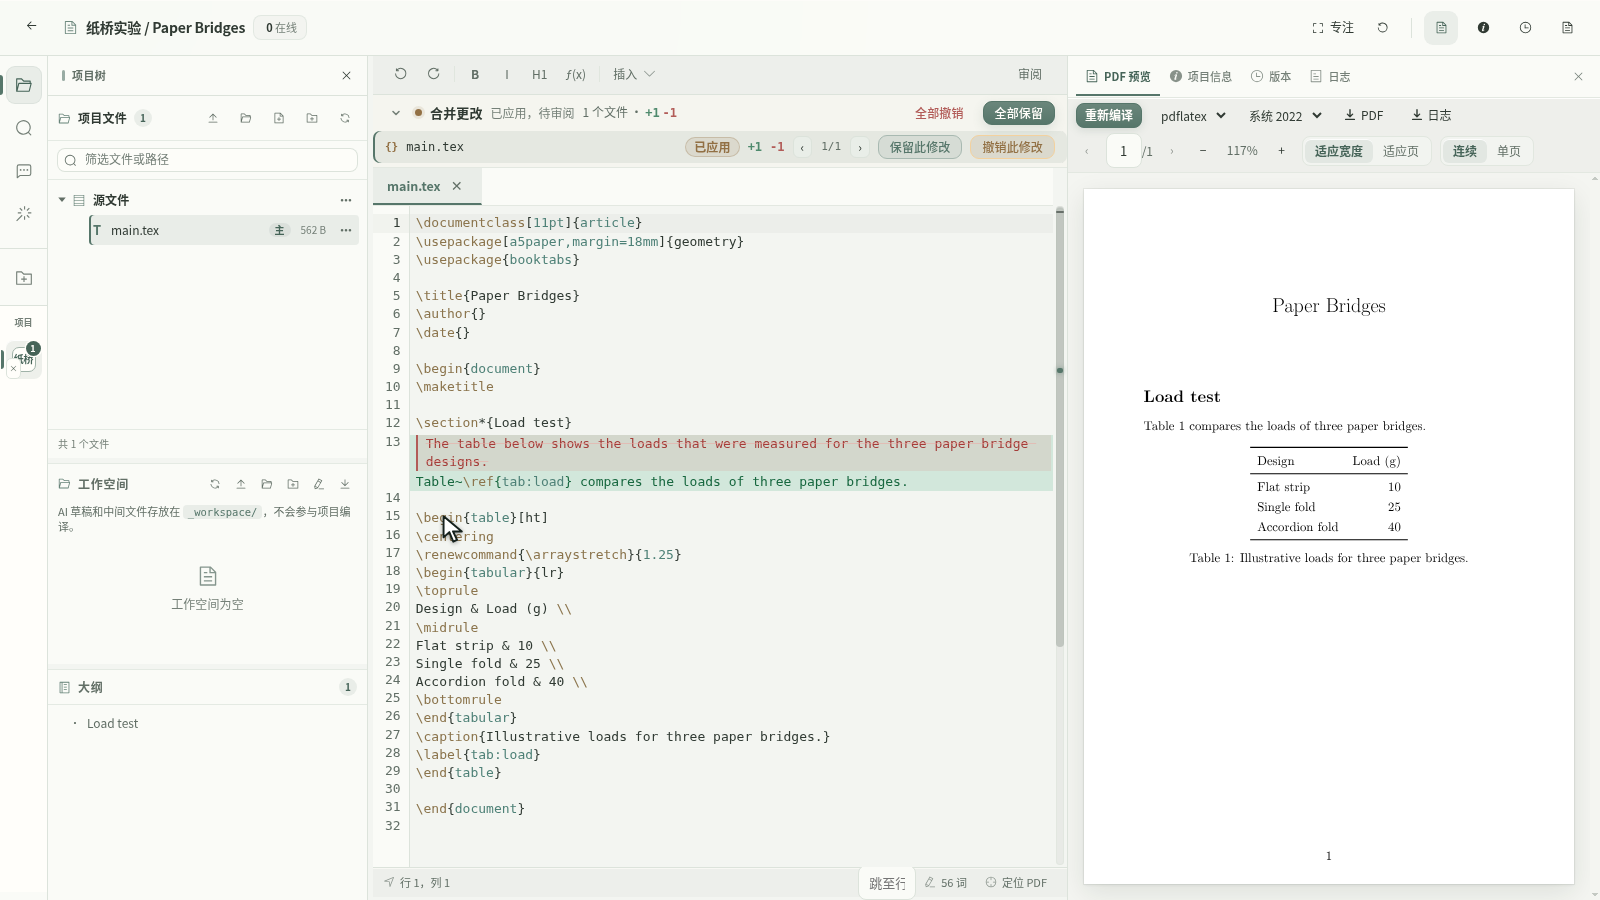 纸桥实验 / Paper Bridges
0 在线
专注
项目树
项目文件 1
筛选文件或路径
源文件
T main.tex 主 562 B
项目
纸桥 1
共 1 个文件
工作空间
AI 草稿和中间文件存放在 _workspace/ ，不会参与项目编
译。
工作空间为空
大纲 1
Load test
B I H1 ƒ(x) 插入
审阅
合并更改 已应用，待审阅 1 个文件 · +1 -1 全部撤销 全部保留
{} main.tex 已应用 +1 -1 ‹ 1/1 › 保留此修改 撤销此修改
main.tex ×
1 \documentclass[11pt]{article}
2 \usepackage[a5paper,margin=18mm]{geometry}
3 \usepackage{booktabs}
4
5 \title{Paper Bridges}
6 \author{}
7 \date{}
8
9 \begin{document}
10 \maketitle
11
12 \section*{Load test}
13 The table below shows the loads that were measured for the three paper bridge
designs.
Table~\ref{tab:load} compares the loads of three paper bridges.
14
15 \begin{table}[ht]
16 \centering
17 \renewcommand{\arraystretch}{1.25}
18 \begin{tabular}{lr}
19 \toprule
20 Design & Load (g) \\
21 \midrule
22 Flat strip & 10 \\
23 Single fold & 25 \\
24 Accordion fold & 40 \\
25 \bottomrule
26 \end{tabular}
27 \caption{Illustrative loads for three paper bridges.}
28 \label{tab:load}
29 \end{table}
30
31 \end{document}
32
行 1，列 1
跳至行
56 词
定位 PDF
PDF 预览
项目信息
版本
日志
重新编译 pdflatex 系统 2022 PDF 日志
‹ 1 /1 › − 117% + 适应宽度 适应页 连续 单页
Paper Bridges
Load test
Table 1 compares the loads of three paper bridges.
Design Load (g)
Flat strip 10
Single fold 25
Accordion fold 40
Table 1: Illustrative loads for three paper bridges.
1